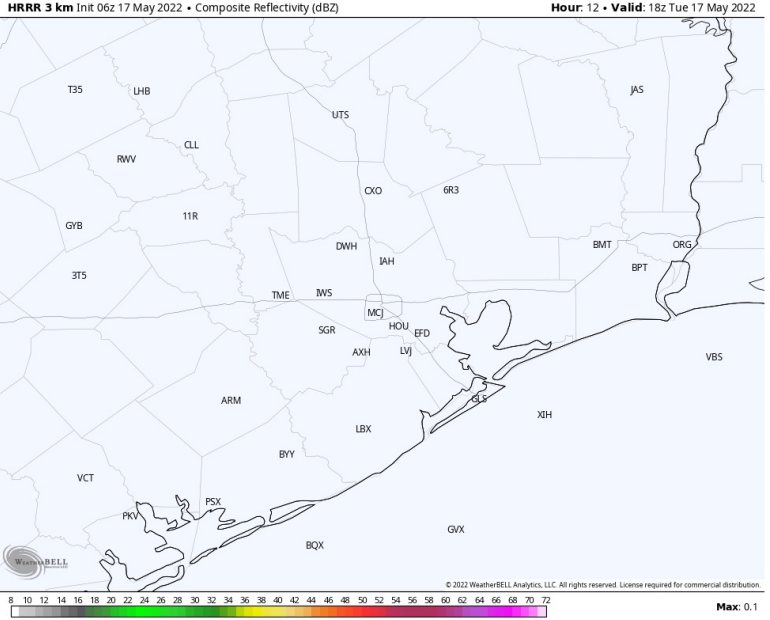 HRRR 3 km Init 06z 17 May 2022 • Composite Reflectivity (dBZ) Hour: 12 • Valid: 18z Tue 17 May 2022
T35
LHB
JAS
UTS
CLL
RWV
CXO
6R3
11R
GYB
DWH
BMT
ORG
IAH
BPT
3T5
TME
IWS
MCJ
SGR
HOU
EFD
AXH
LVJ
VBS
ARM
GLS
XIH
LBX
BYY
VCT
PSX
PKV
GVX
BQX
WEATHERBELL
© 2022 WeatherBELL Analytics, LLC. All rights reserved. License required for commercial distribution.
8 10 12 14 16 18 20 22 24 26 28 30 32 34 36 38 40 42 44 46 48 50 52 54 56 58 60 62 64 66 68 70 72
Max: 0.1